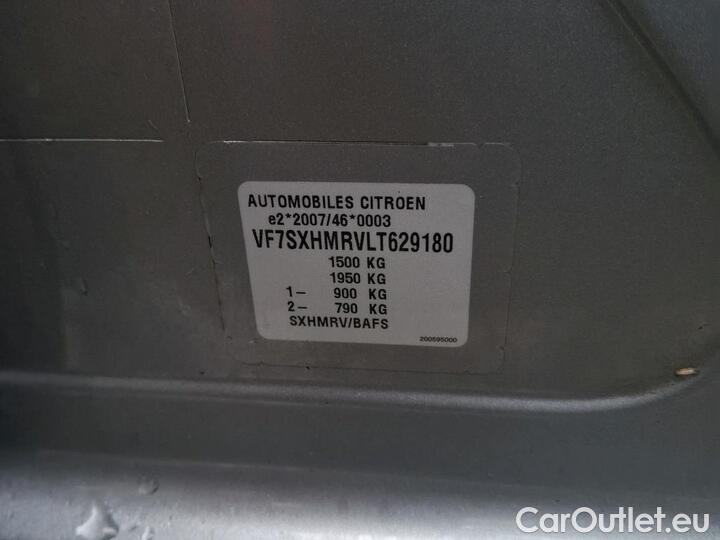 AUTOMOBILES CITROEN
e2*2007/46*0003
VF7SXHMRVLT629180
1500 KG
1950 KG
1— 900 KG
2— 790 KG
SXHMRV/BAFS
200595000
CarOutlet.eu